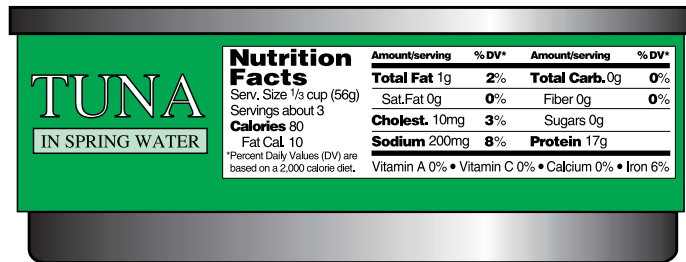 TUNA
IN SPRING WATER
Nutrition
Facts
Serv. Size 1/3 cup (56g)
Servings about 3
Calories 80
Fat Cal. 10
*Percent Daily Values (DV) are
based on a 2,000 calorie diet.
Amount/serving %DV* Amount/serving %DV*
Total Fat 1g 2% Total Carb. 0g 0%
Sat.Fat 0g 0% Fiber 0g 0%
Cholest. 10mg 3% Sugars 0g
Sodium 200mg 8% Protein 17g
Vitamin A 0% • Vitamin C 0% • Calcium 0% • Iron 6%